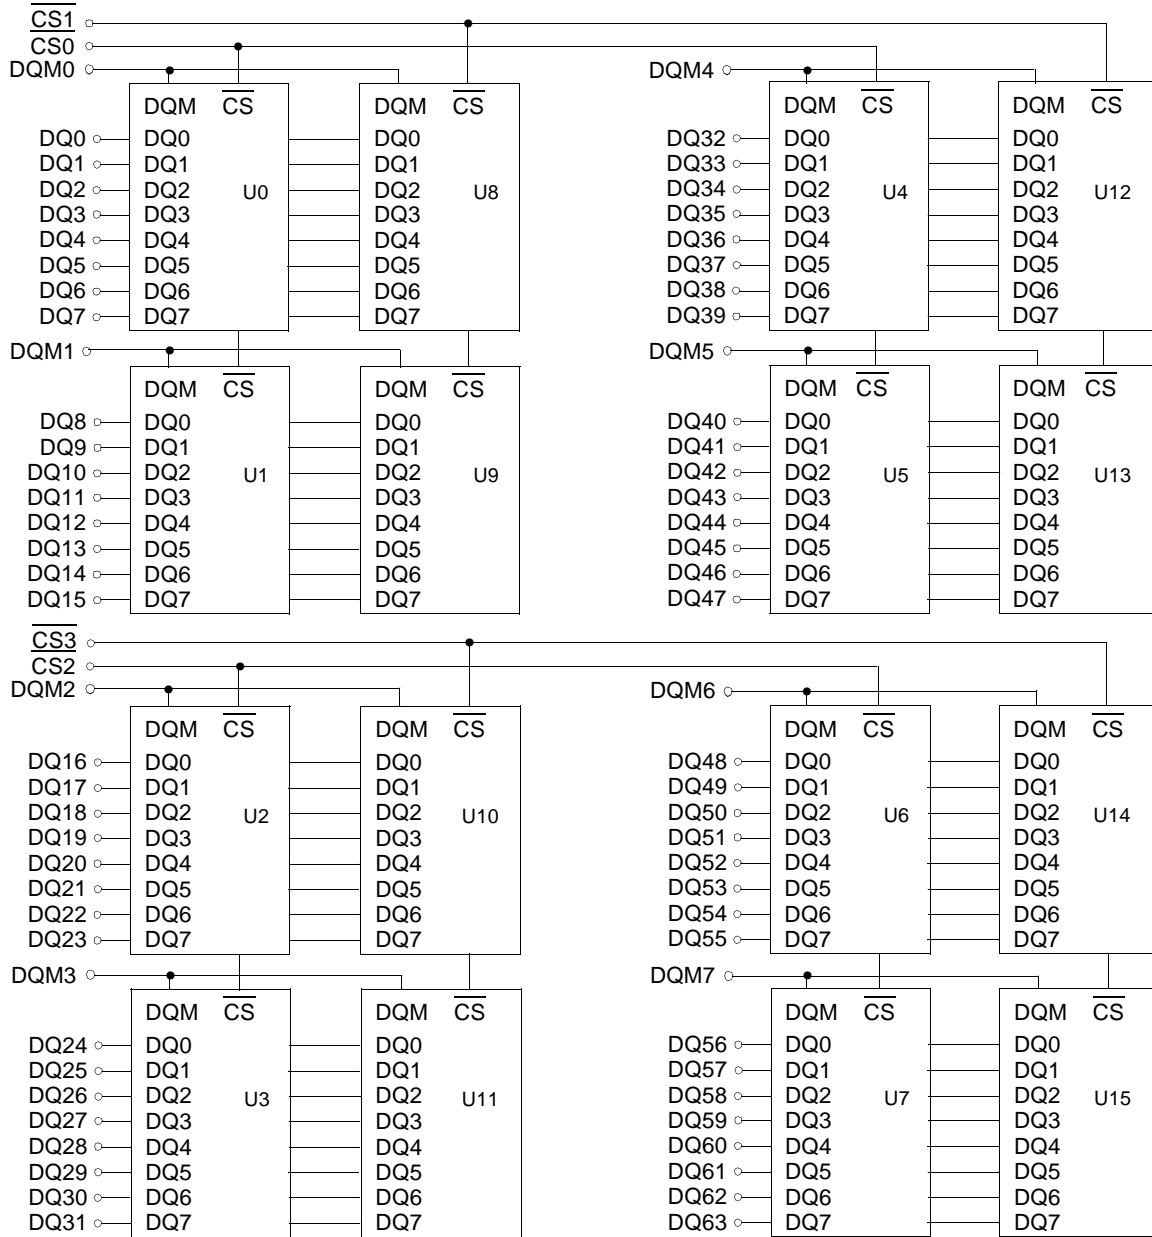 CS1
CS0
DQM0
DQM4
DQM CS
DQM CS
DQM CS
DQM CS
DQ0 DQ0 DQ0 DQ32 DQ0 DQ0
DQ1 DQ1 DQ1 DQ33 DQ1 DQ1
DQ2 DQ2 U0 DQ2 U8 DQ34 DQ2 U4 DQ2 U12
DQ3 DQ3 DQ3 DQ35 DQ3 DQ3
DQ4 DQ4 DQ4 DQ36 DQ4 DQ4
DQ5 DQ5 DQ5 DQ37 DQ5 DQ5
DQ6 DQ6 DQ6 DQ38 DQ6 DQ6
DQ7 DQ7 DQ7 DQ39 DQ7 DQ7
DQM1
DQM5
DQM CS
DQM CS
DQM CS
DQM CS
DQ8 DQ0 DQ0 DQ40 DQ0 DQ0
DQ9 DQ1 DQ1 DQ41 DQ1 DQ1
DQ10 DQ2 U1 DQ2 U9 DQ42 DQ2 U5 DQ2 U13
DQ11 DQ3 DQ3 DQ43 DQ3 DQ3
DQ12 DQ4 DQ4 DQ44 DQ4 DQ4
DQ13 DQ5 DQ5 DQ45 DQ5 DQ5
DQ14 DQ6 DQ6 DQ46 DQ6 DQ6
DQ15 DQ7 DQ7 DQ47 DQ7 DQ7
CS3
CS2
DQM2
DQM6
DQM CS
DQM CS
DQM CS
DQM CS
DQ16 DQ0 DQ0 DQ48 DQ0 DQ0
DQ17 DQ1 DQ1 DQ49 DQ1 DQ1
DQ18 DQ2 U2 DQ2 U10 DQ50 DQ2 U6 DQ2 U14
DQ19 DQ3 DQ3 DQ51 DQ3 DQ3
DQ20 DQ4 DQ4 DQ52 DQ4 DQ4
DQ21 DQ5 DQ5 DQ53 DQ5 DQ5
DQ22 DQ6 DQ6 DQ54 DQ6 DQ6
DQ23 DQ7 DQ7 DQ55 DQ7 DQ7
DQM3
DQM7
DQM CS
DQM CS
DQM CS
DQM CS
DQ24 DQ0 DQ0 DQ56 DQ0 DQ0
DQ25 DQ1 DQ1 DQ57 DQ1 DQ1
DQ26 DQ2 U3 DQ2 U11 DQ58 DQ2 U7 DQ2 U15
DQ27 DQ3 DQ3 DQ59 DQ3 DQ3
DQ28 DQ4 DQ4 DQ60 DQ4 DQ4
DQ29 DQ5 DQ5 DQ61 DQ5 DQ5
DQ30 DQ6 DQ6 DQ62 DQ6 DQ6
DQ31 DQ7 DQ7 DQ63 DQ7 DQ7